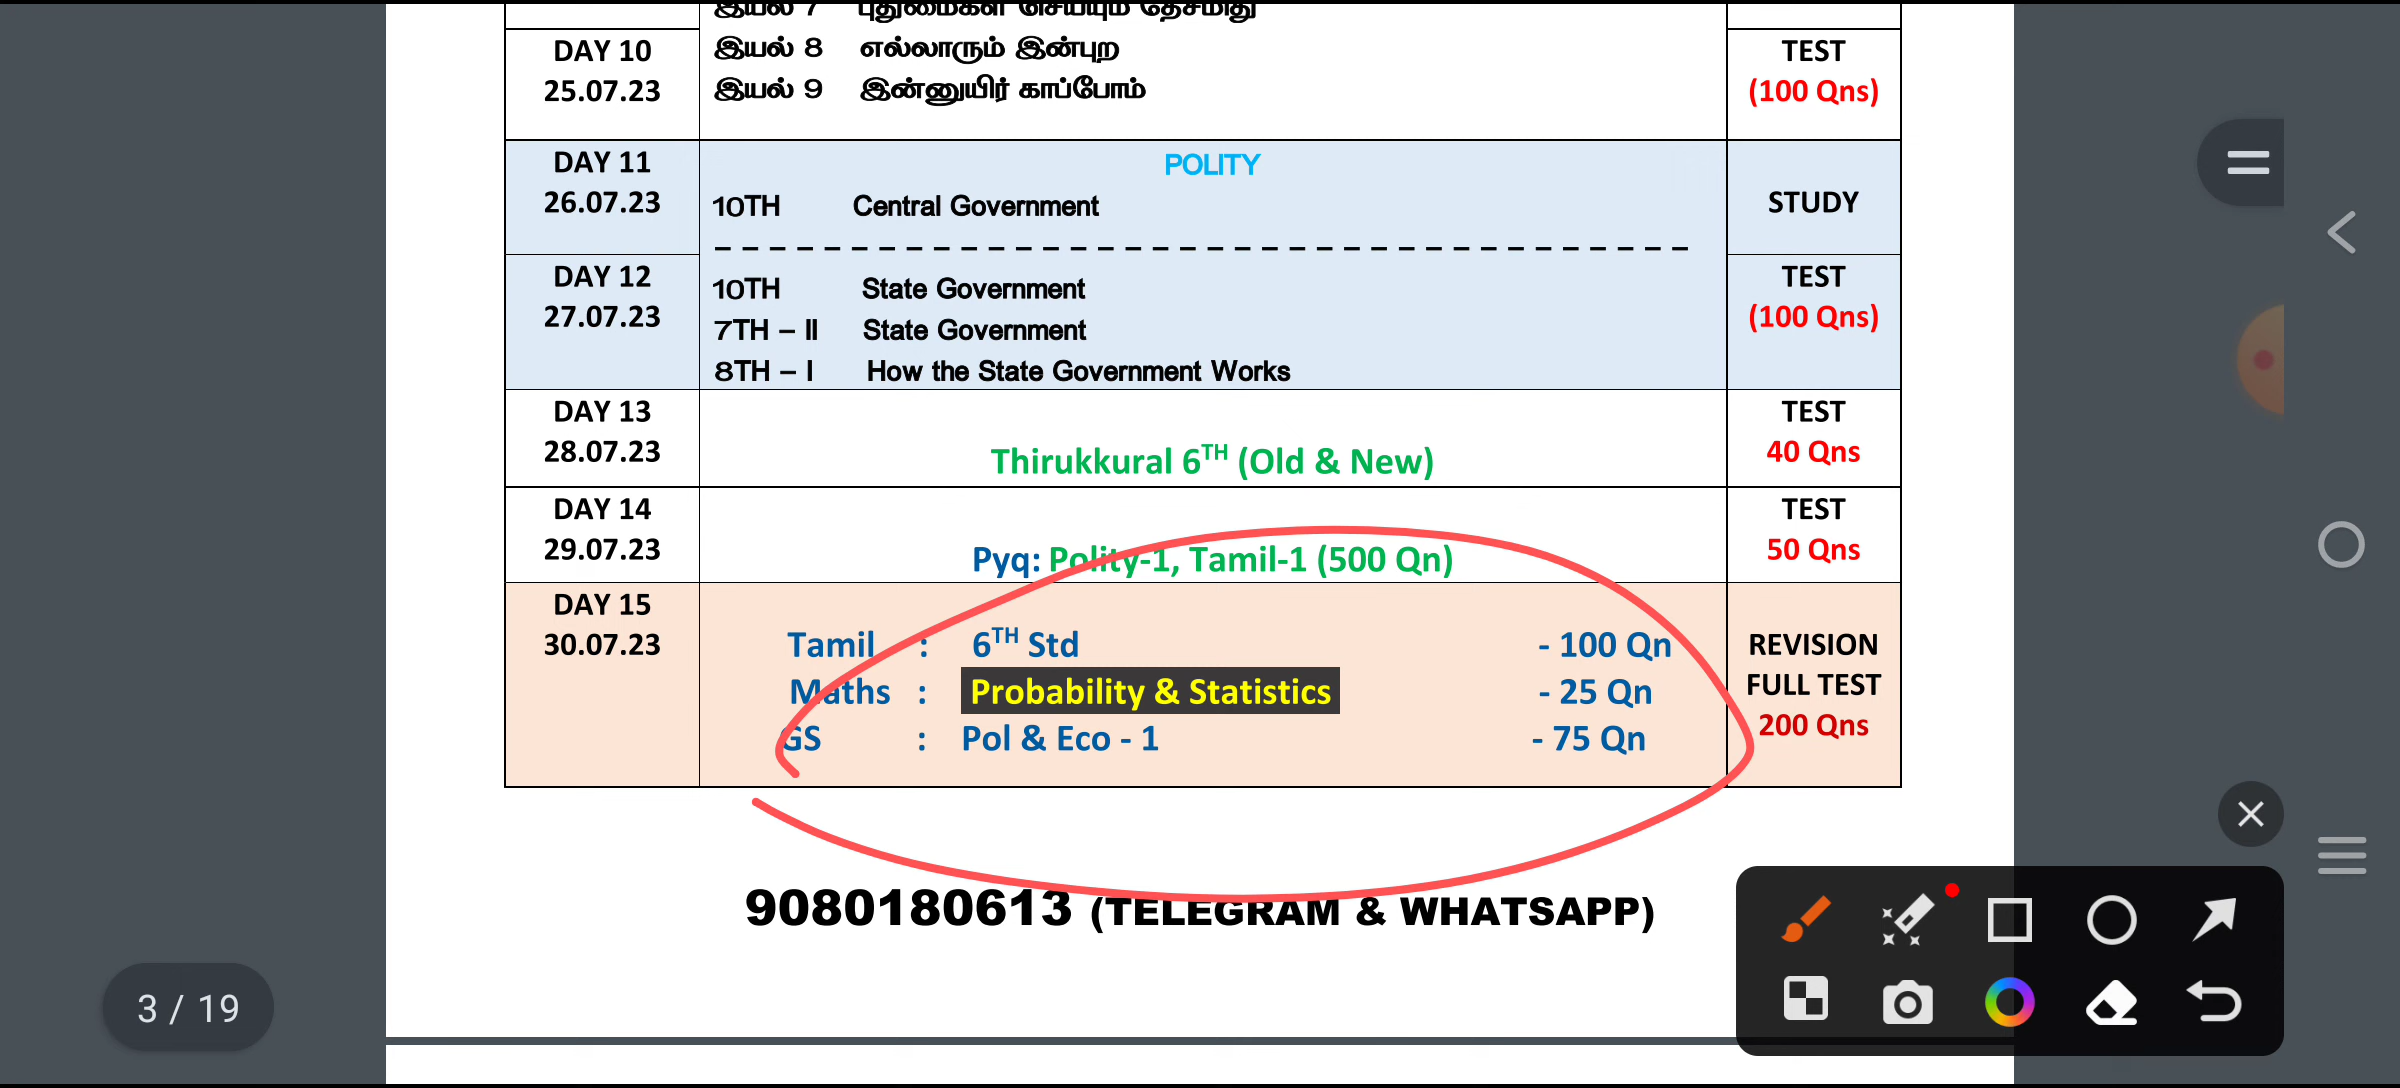 இயல் 7 புதுமைகள் செய்யும் தேசமிது
DAY 10
25.07.23
இயல் 8 எல்லாரும் இன்புற
இயல் 9 இன்னுயிர் காப்போம்
TEST
(100 Qns)
DAY 11
26.07.23
POLITY
10TH Central Government
STUDY
DAY 12
27.07.23
10TH State Government
7TH – II State Government
8TH – I How the State Government Works
TEST
(100 Qns)
DAY 13
28.07.23
Thirukkural 6TH (Old & New)
TEST
40 Qns
DAY 14
29.07.23
Pyq: Polity-1, Tamil-1 (500 Qn)
TEST
50 Qns
DAY 15
30.07.23
Tamil : 6TH Std - 100 Qn
Maths : Probability & Statistics - 25 Qn
GS : Pol & Eco - 1 - 75 Qn
REVISION
FULL TEST
200 Qns
9080180613 (TELEGRAM & WHATSAPP)
3 / 19